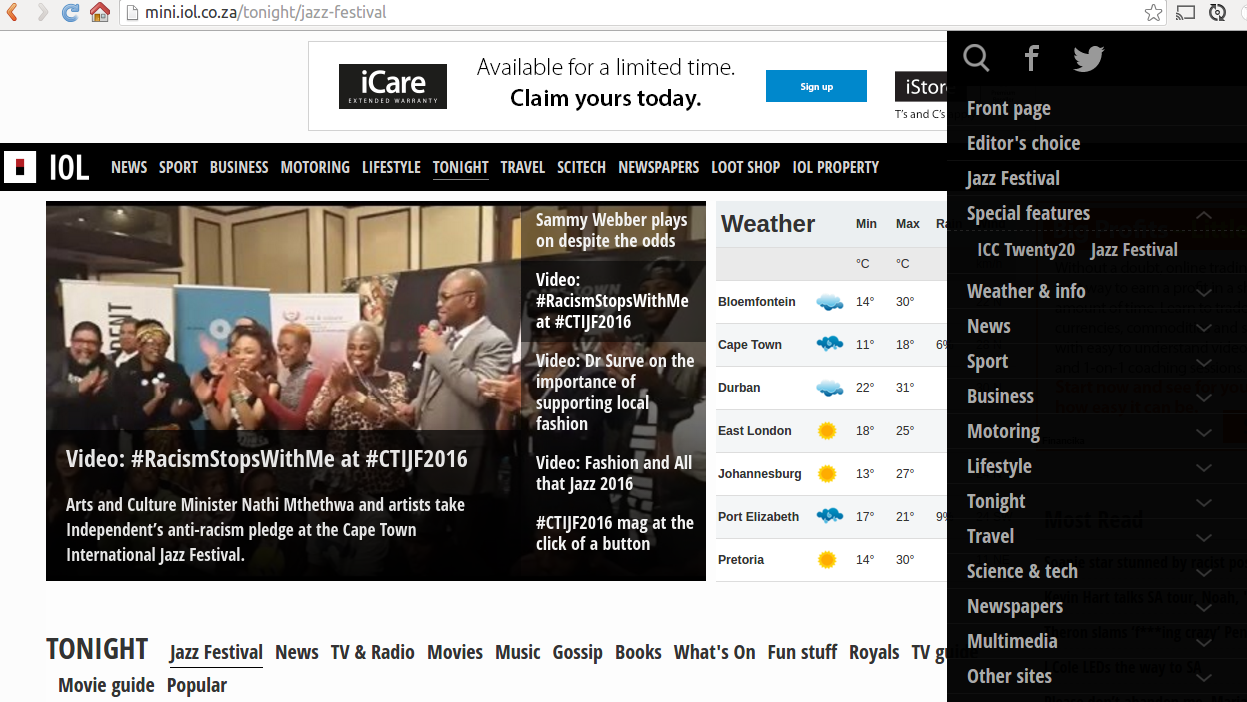 mini.iol.co.za/tonight/jazz-festival
iCare
EXTENDED WARRANTY
Available for a limited time.
Claim yours today.
Sign up
iStore
T's and C's
IOL
NEWS SPORT BUSINESS MOTORING LIFESTYLE TONIGHT TRAVEL SCITECH NEWSPAPERS LOOT SHOP IOL PROPERTY
Video: #RacismStopsWithMe at #CTIJF2016
Arts and Culture Minister Nathi Mthethwa and artists take
Independent's anti-racism pledge at the Cape Town
International Jazz Festival.
Sammy Webber plays
on despite the odds
Video:
#RacismStopsWithMe
at #CTIJF2016
Video: Dr Surve on the
importance of
supporting local
fashion
Video: Fashion and All
that Jazz 2016
#CTIJF2016 mag at the
click of a button
Weather Min Max Ra
°C °C
Bloemfontein 14° 30°
Cape Town 11° 18° 6%
Durban 22° 31°
East London 18° 25°
Johannesburg 13° 27°
Port Elizabeth 17° 21° 9%
Pretoria 14° 30°
TONIGHT Jazz Festival News TV & Radio Movies Music Gossip Books What's On Fun stuff Royals TV guide
Movie guide Popular
Front page
Editor's choice
Jazz Festival
Special features
ICC Twenty20 Jazz Festival
Weather & info
News
Sport
Business
Motoring
Lifestyle
Tonight
Travel
Science & tech
Newspapers
Multimedia
Other sites
Most Read